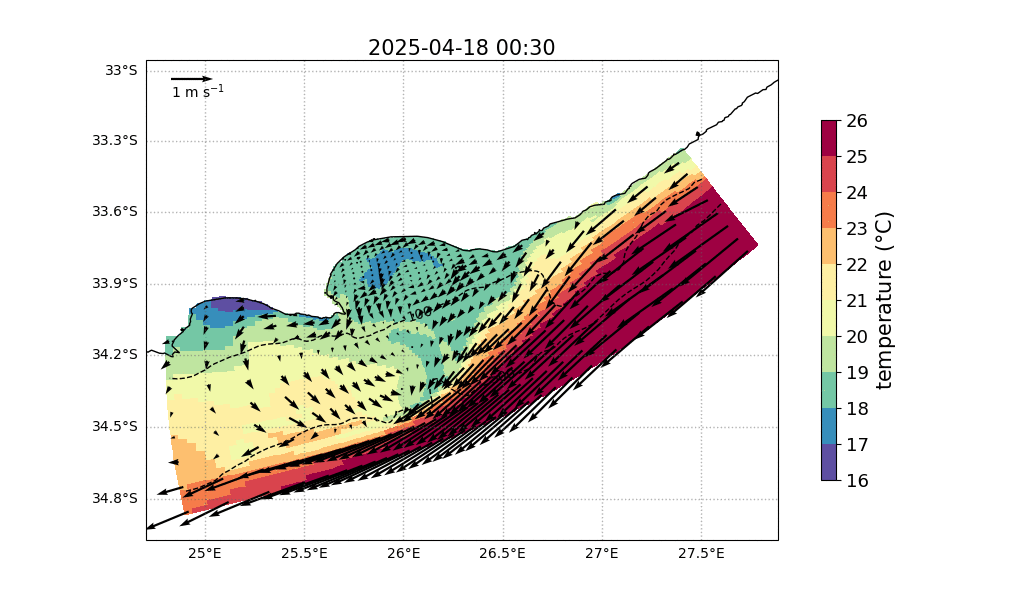 2025-04-18 00:30
1 m s⁻¹
33°S
33.3°S
33.6°S
33.9°S
34.2°S
34.5°S
34.8°S
25°E
25.5°E
26°E
26.5°E
27°E
27.5°E
100
26
25
24
23
22
21
20
19
18
17
16
temperature (°C)